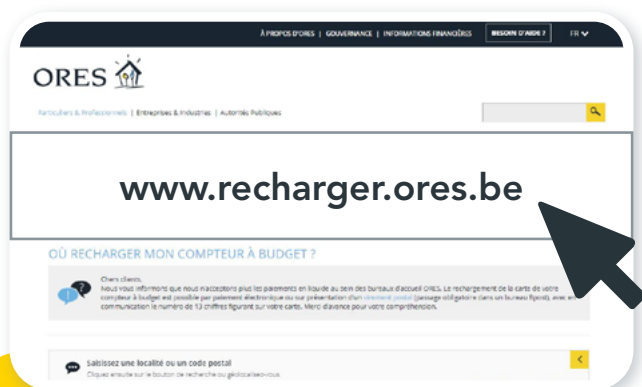 À PROPOS D'ORES | GOUVERNANCE | INFORMATIONS FINANCIÈRES BESOIN D'AIDE ? FR
ORES
Particuliers & Professionnels | Entreprises & Industries | Autorités Publiques
www.recharger.ores.be
OÙ RECHARGER MON COMPTEUR À BUDGET ?
Chers clients,
Nous vous informons que nous n'acceptons plus les paiements en liquide au sein des bureaux d'accueil ORES. Le rechargement de la carte de votre
compteur à budget est possible par paiement électronique ou sur présentation d'un virement postal (passage obligatoire dans un bureau Bpost), avec en
communication le numéro de 13 chiffres figurant sur votre carte. Merci d'avance pour votre compréhension.
Saisissez une localité ou un code postal
Cliquez ensuite sur le bouton de recherche ou géolocalisez-vous.